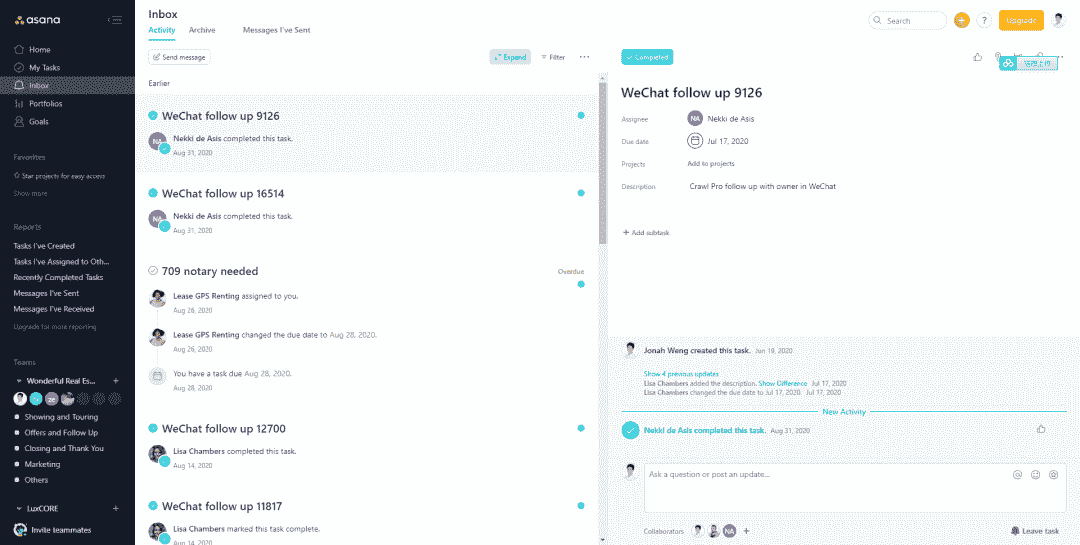 asana
Home
My Tasks
Inbox
Portfolios
Goals
Favorites
Star projects for easy access
Show more
Reports
Tasks I've Created
Tasks I've Assigned to Oth...
Recently Completed Tasks
Messages I've Sent
Messages I've Received
Upgrade for more reporting
Teams
Wonderful Real Es...
ze
Showing and Touring
Offers and Follow Up
Closing and Thank You
Marketing
Others
LuxCORE
Invite teammates
Inbox
Activity
Archive
Messages I've Sent
Search
?
Upgrade
Send message
Expand
Filter
Earlier
WeChat follow up 9126
NA
Nekki de Asis completed this task.
Aug 31, 2020
WeChat follow up 16514
NA
Nekki de Asis completed this task.
Aug 31, 2020
709 notary needed
Overdue
Lease GPS Renting assigned to you.
Aug 26, 2020
Lease GPS Renting changed the due date to Aug 28, 2020.
Aug 26, 2020
You have a task due Aug 28, 2020.
Aug 28, 2020
WeChat follow up 12700
Lisa Chambers completed this task.
Aug 14, 2020
WeChat follow up 11817
Lisa Chambers marked this task complete.
Aug 14, 2020
Completed
WeChat follow up 9126
Assignee
NA
Nekki de Asis
Due date
Jul 17, 2020
Projects
Add to projects
Description
Crawl Pro follow up with owner in WeChat
Add subtask
Jonah Weng created this task. Jun 19, 2020
Show 4 previous updates
Lisa Chambers added the description. Show Difference Jul 17, 2020
Lisa Chambers changed the due date to Jul 17, 2020. Jul 17, 2020
New Activity
Nekki de Asis completed this task. Aug 31, 2020
Ask a question or post an update...
Collaborators
NA
Leave task